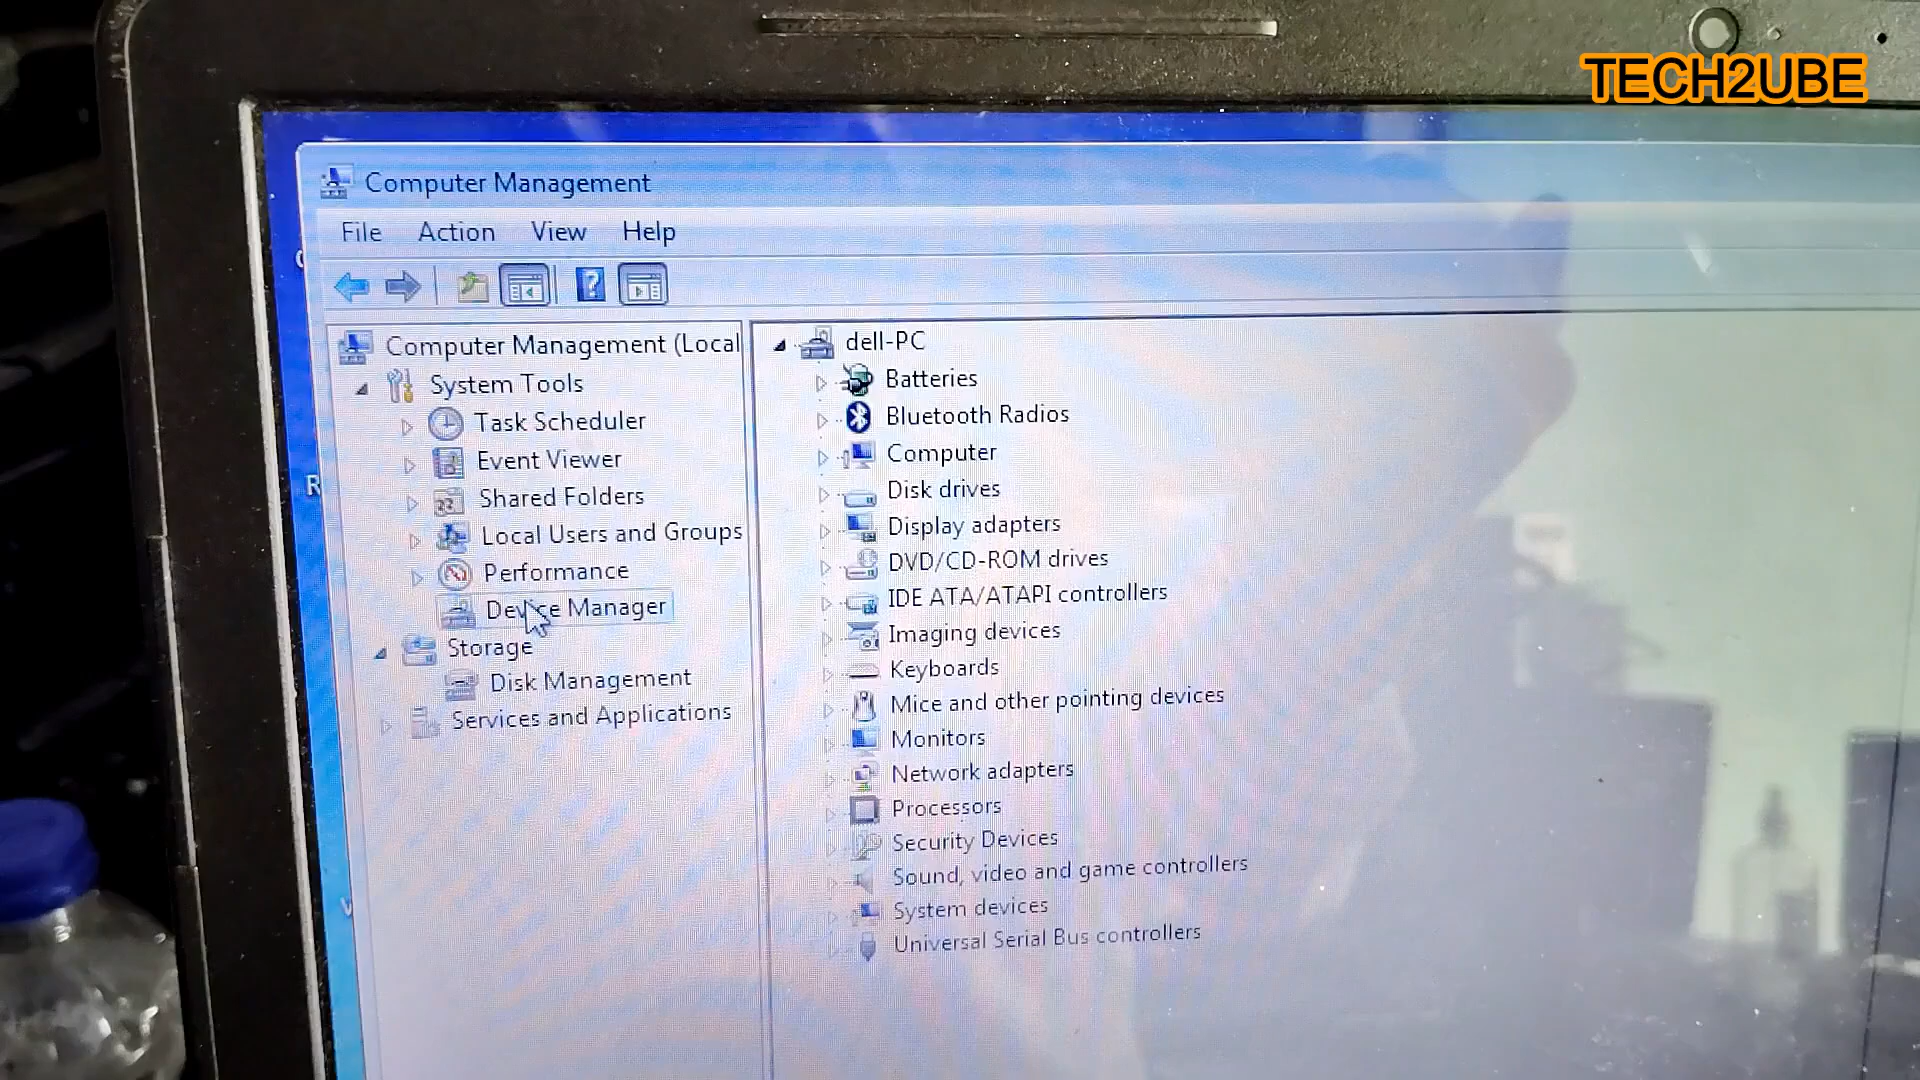 TECH2UBE
Computer Management
File Action View Help
Computer Management (Local
System Tools
Task Scheduler
Event Viewer
Shared Folders
Local Users and Groups
Performance
Device Manager
Storage
Disk Management
Services and Applications
dell-PC
Batteries
Bluetooth Radios
Computer
Disk drives
Display adapters
DVD/CD-ROM drives
IDE ATA/ATAPI controllers
Imaging devices
Keyboards
Mice and other pointing devices
Monitors
Network adapters
Processors
Security Devices
Sound, video and game controllers
System devices
Universal Serial Bus controllers